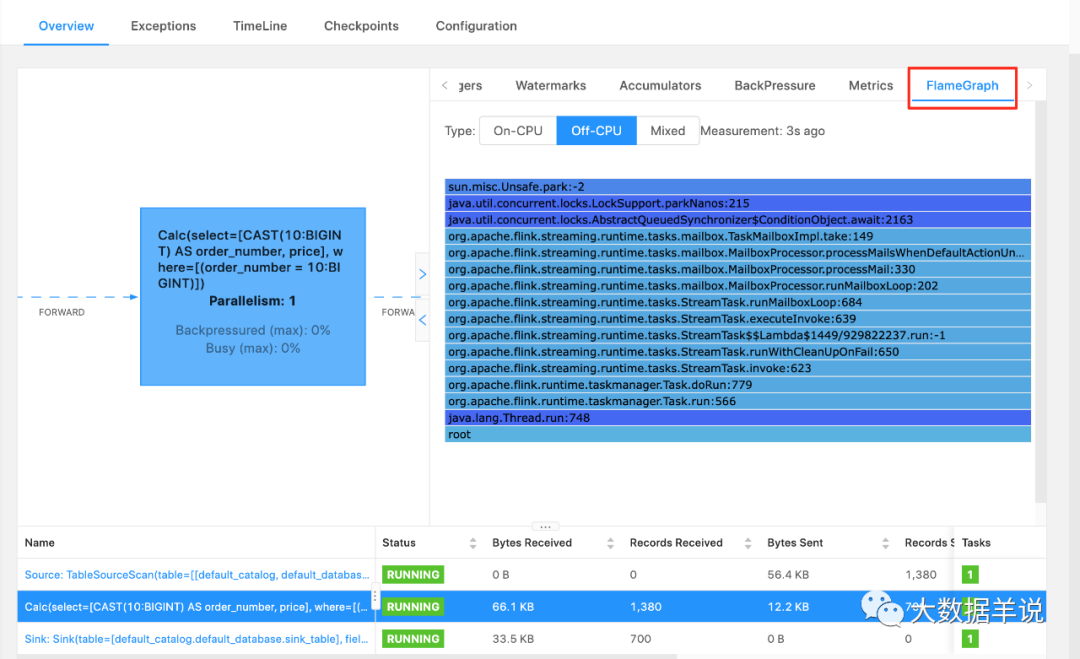 Overview Exceptions TimeLine Checkpoints Configuration
gers Watermarks Accumulators BackPressure Metrics FlameGraph
Type: On-CPU Off-CPU Mixed Measurement: 3s ago
sun.misc.Unsafe.park:-2
java.util.concurrent.locks.LockSupport.parkNanos:215
java.util.concurrent.locks.AbstractQueuedSynchronizer$ConditionObject.await:2163
org.apache.flink.streaming.runtime.tasks.mailbox.TaskMailboxImpl.take:149
org.apache.flink.streaming.runtime.tasks.mailbox.MailboxProcessor.processMailsWhenDefaultActionUn...
org.apache.flink.streaming.runtime.tasks.mailbox.MailboxProcessor.processMail:330
org.apache.flink.streaming.runtime.tasks.mailbox.MailboxProcessor.runMailboxLoop:202
org.apache.flink.streaming.runtime.tasks.StreamTask.runMailboxLoop:684
org.apache.flink.streaming.runtime.tasks.StreamTask.executeInvoke:639
org.apache.flink.streaming.runtime.tasks.StreamTask$$Lambda$1449/929822237.run:-1
org.apache.flink.streaming.runtime.tasks.StreamTask.runWithCleanUpOnFail:650
org.apache.flink.streaming.runtime.tasks.StreamTask.invoke:623
org.apache.flink.runtime.taskmanager.Task.doRun:779
org.apache.flink.runtime.taskmanager.Task.run:566
java.lang.Thread.run:748
root
Calc(select=[CAST(10:BIGIN
T) AS order_number, price], w
here=[(order_number = 10:BI
GINT)])
Parallelism: 1
Backpressured (max): 0%
Busy (max): 0%
FORWARD
FORWA
Name Status Bytes Received Records Received Bytes Sent Records S Tasks
Source: TableSourceScan(table=[[default_catalog, default_databas... RUNNING 0 B 0 56.4 KB 1,380 1
Calc(select=[CAST(10:BIGINT) AS order_number, price], where=[(... RUNNING 66.1 KB 1,380 12.2 KB
Sink: Sink(table=[default_catalog.default_database.sink_table], fiel... RUNNING 33.5 KB 700 0 B 0 1
大数据羊说